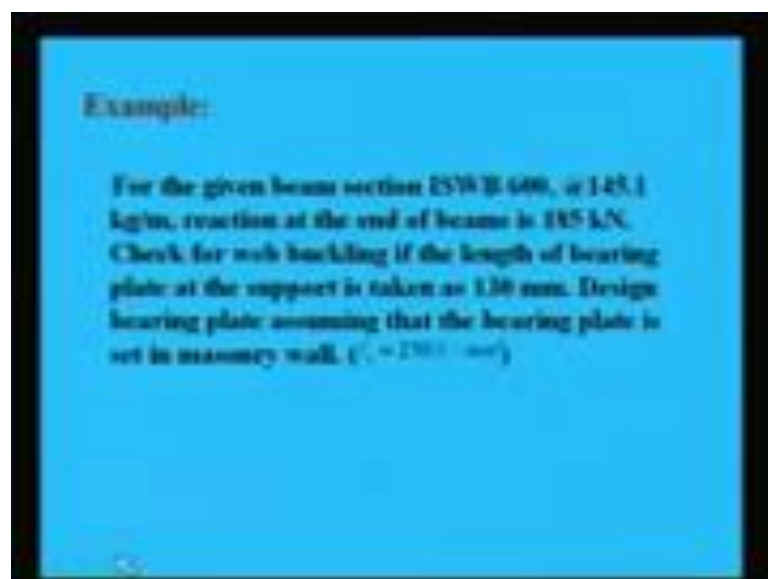 Example:
For the given beam section ISWB 600, @ 145.1
kg/m, reaction at the end of beams is 185 kN.
Check for web buckling if the length of bearing
plate at the support is taken as 130 mm. Design
bearing plate assuming that the bearing plate is
set in masonry wall. (